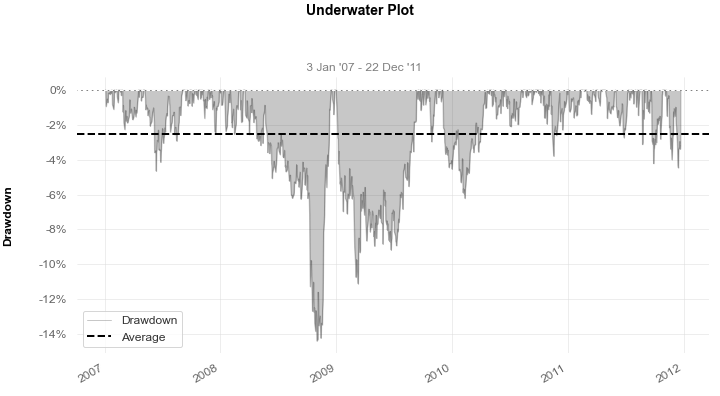 Underwater Plot
3 Jan '07 - 22 Dec '11
0%
-2%
-4%
-6%
-8%
-10%
-12%
-14%
Drawdown
Drawdown
Average
2007
2008
2009
2010
2011
2012